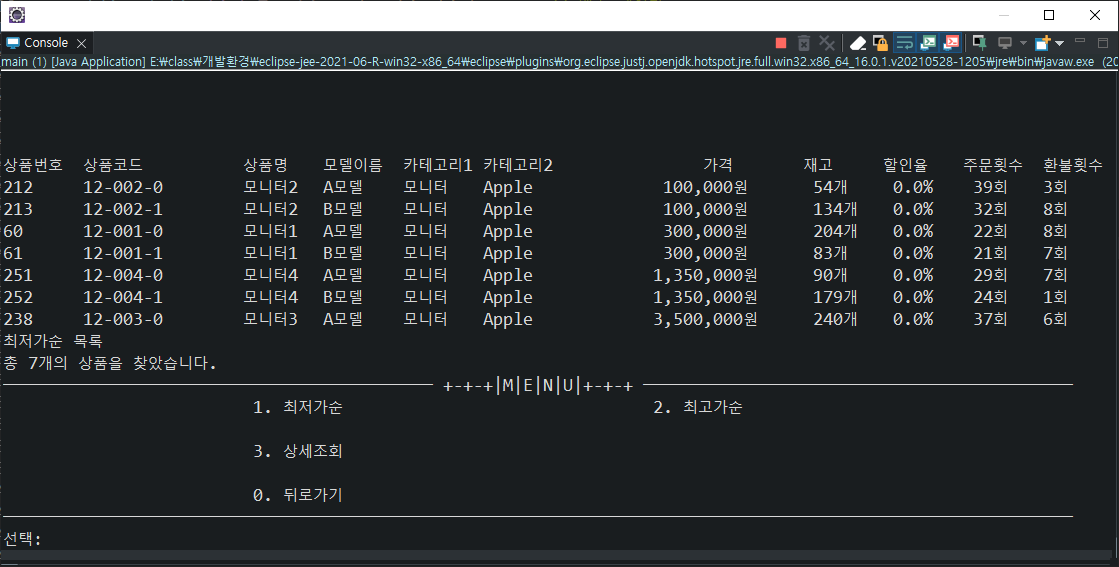 Console
main (1) [Java Application] E:₩class₩개발환경₩eclipse-jee-2021-06-R-win32-x86_64₩eclipse₩plugins₩org.eclipse.justj.openjdk.hotspot.jre.full.win32.x86_64_16.0.1.v20210528-1205₩jre₩bin₩javaw.exe (20
상품번호 상품코드 상품명 모델이름 카테고리1 카테고리2 가격 재고 할인율 주문횟수 환불횟수
212 12-002-0 모니터2 A모델 모니터 Apple 100,000원 54개 0.0% 39회 3회
213 12-002-1 모니터2 B모델 모니터 Apple 100,000원 134개 0.0% 32회 8회
60 12-001-0 모니터1 A모델 모니터 Apple 300,000원 204개 0.0% 22회 8회
61 12-001-1 모니터1 B모델 모니터 Apple 300,000원 83개 0.0% 21회 7회
251 12-004-0 모니터4 A모델 모니터 Apple 1,350,000원 90개 0.0% 29회 7회
252 12-004-1 모니터4 B모델 모니터 Apple 1,350,000원 179개 0.0% 24회 1회
238 12-003-0 모니터3 A모델 모니터 Apple 3,500,000원 240개 0.0% 37회 6회
최저가순 목록
총 7개의 상품을 찾았습니다.
+-+-+|M|E|N|U|+-+-+
1. 최저가순 2. 최고가순
3. 상세조회
0. 뒤로가기
선택: